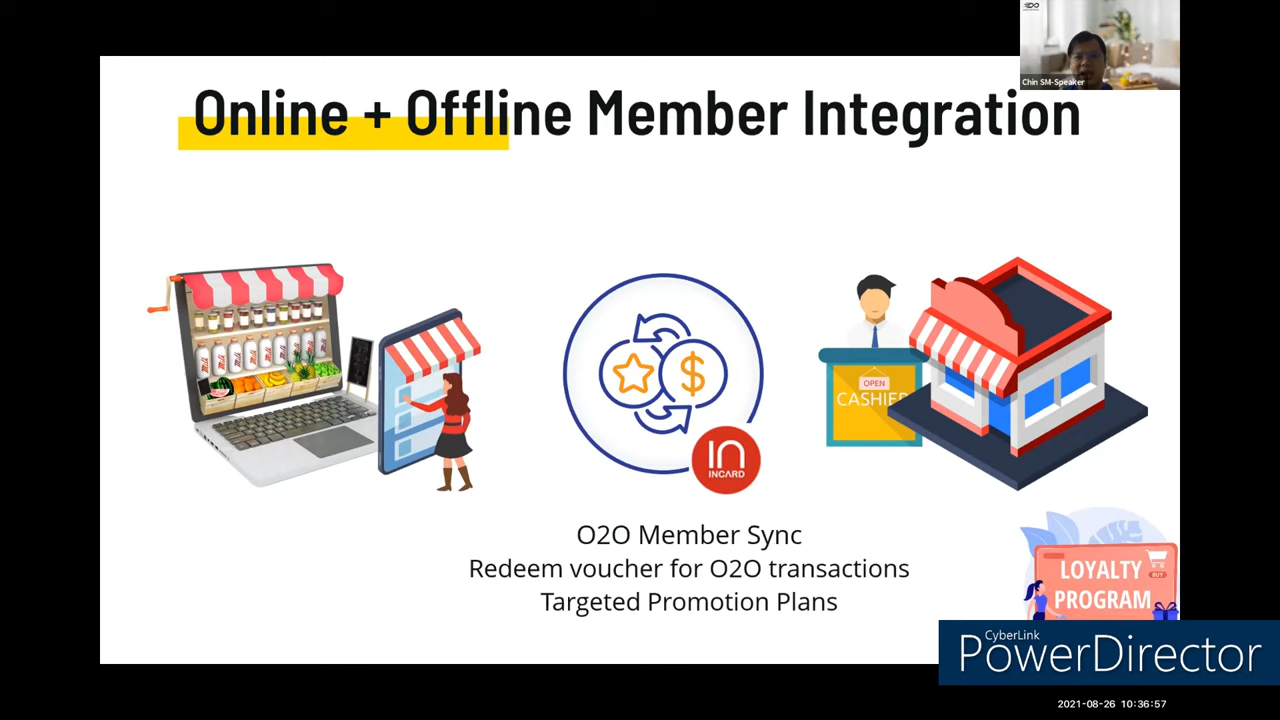 Chin SM-Speaker
Online + Offline Member Integration
OPEN
CASHIER
IN
INCARD
O2O Member Sync
Redeem voucher for O2O transactions
Targeted Promotion Plans
LOYALTY
PROGRAM
BUY
CyberLink
PowerDirector
2021-08-26 10:36:57